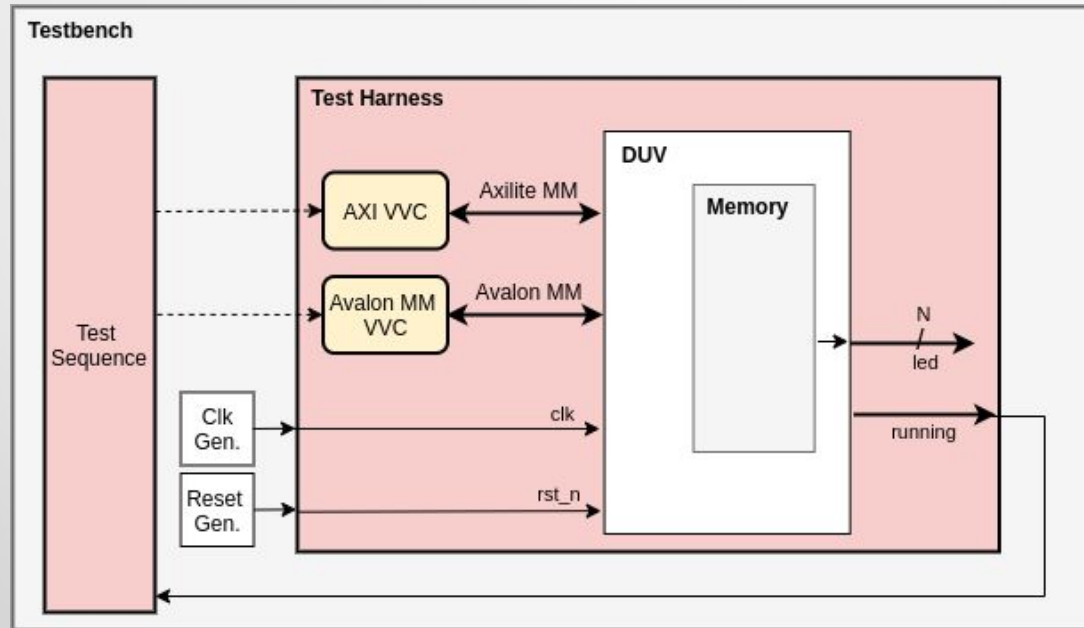 Testbench
Test Harness
DUV
Memory
AXI VVC
Axilite MM
Avalon MM
VVC
Avalon MM
Test
Sequence
N
led
running
Clk
Gen.
clk
Reset
Gen.
rst_n